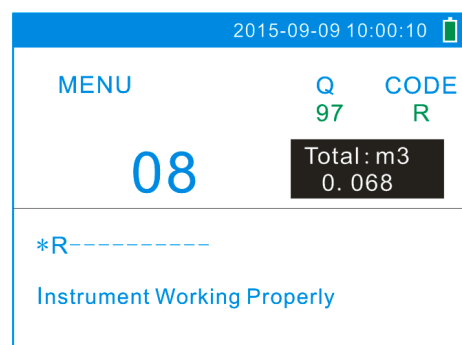 2015-09-09 10:00:10
MENU Q CODE
97 R
08
Total:m3
0.068
*R----------
Instrument Working Properly